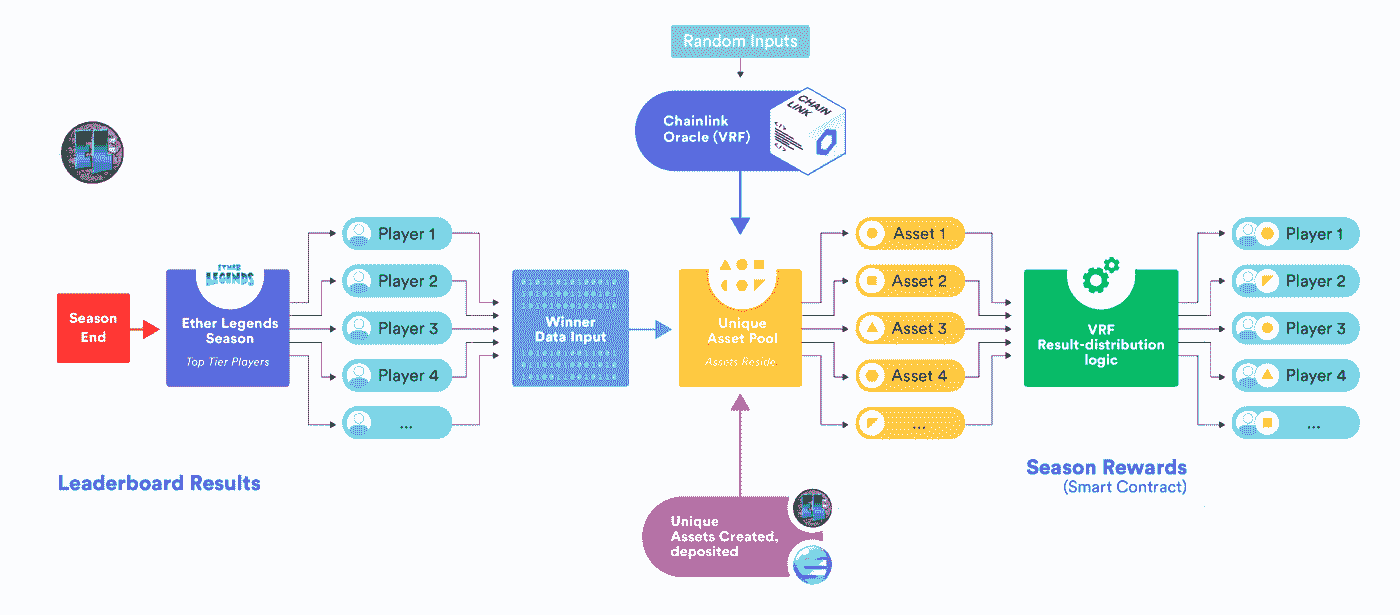 Random Inputs
CHAIN
LINK
Chainlink
Oracle (VRF)
Season
End
ETHER
LEGENDS
Ether Legends
Season
Top Tier Players
Player 1
Player 2
Player 3
Player 4
...
Winner
Data Input
Unique
Asset Pool
Assets Reside
Asset 1
Asset 2
Asset 3
Asset 4
...
VRF
Result-distribution
logic
Player 1
Player 2
Player 3
Player 4
...
Leaderboard Results
Season Rewards
(Smart Contract)
Unique
Assets Created,
deposited